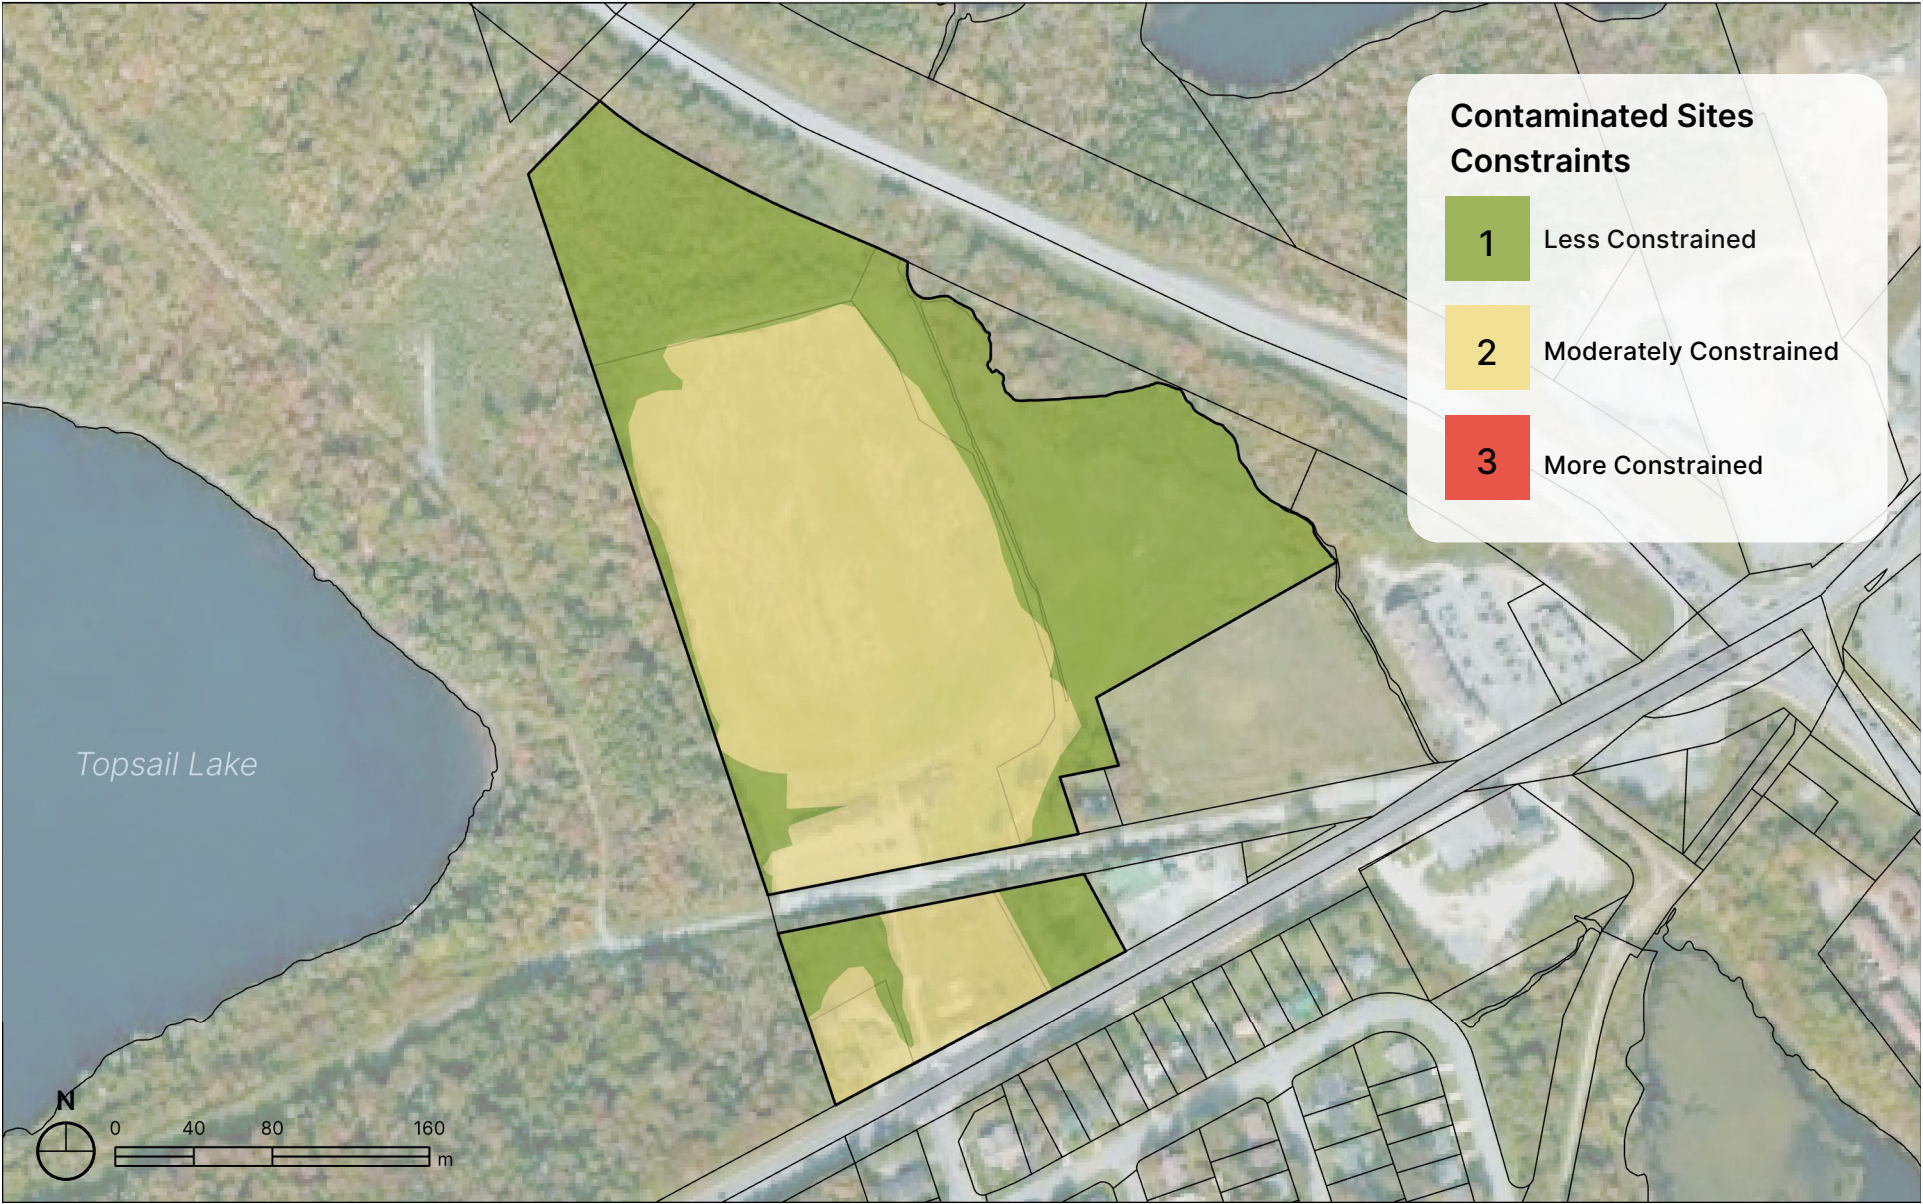 Contaminated Sites
Constraints
1 Less Constrained
2 Moderately Constrained
3 More Constrained
Topsail Lake
N
0 40 80 160
m